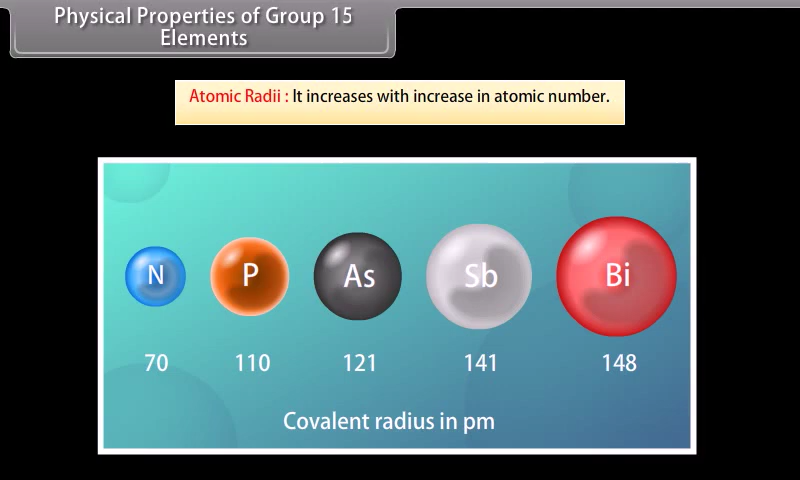 Physical Properties of Group 15
Elements
Atomic Radii : It increases with increase in atomic number.
N P As Sb Bi
70 110 121 141 148
Covalent radius in pm